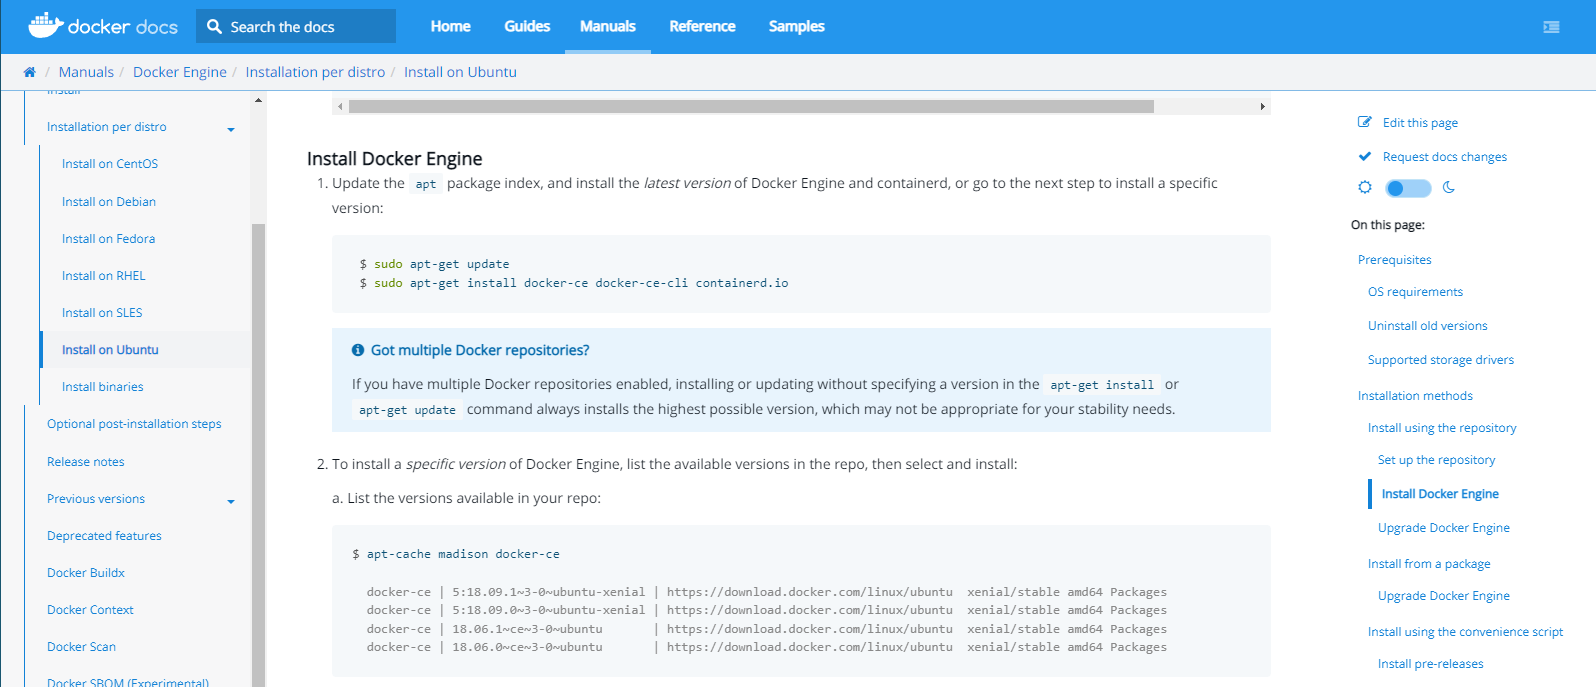 docker docs
Search the docs
Home
Guides
Manuals
Reference
Samples
/ Manuals / Docker Engine / Installation per distro / Install on Ubuntu
Install
Installation per distro
Install on CentOS
Install on Debian
Install on Fedora
Install on RHEL
Install on SLES
Install on Ubuntu
Install binaries
Optional post-installation steps
Release notes
Previous versions
Deprecated features
Docker Buildx
Docker Context
Docker Scan
Docker SBOM (Experimental)
Install Docker Engine
1. Update the apt package index, and install the latest version of Docker Engine and containerd, or go to the next step to install a specific
version:
$ sudo apt-get update
$ sudo apt-get install docker-ce docker-ce-cli containerd.io
Got multiple Docker repositories?
If you have multiple Docker repositories enabled, installing or updating without specifying a version in the apt-get install or
apt-get update command always installs the highest possible version, which may not be appropriate for your stability needs.
2. To install a specific version of Docker Engine, list the available versions in the repo, then select and install:
a. List the versions available in your repo:
$ apt-cache madison docker-ce
docker-ce | 5:18.09.1~3-0~ubuntu-xenial | https://download.docker.com/linux/ubuntu xenial/stable amd64 Packages
docker-ce | 5:18.09.0~3-0~ubuntu-xenial | https://download.docker.com/linux/ubuntu xenial/stable amd64 Packages
docker-ce | 18.06.1~ce~3-0~ubuntu | https://download.docker.com/linux/ubuntu xenial/stable amd64 Packages
docker-ce | 18.06.0~ce~3-0~ubuntu | https://download.docker.com/linux/ubuntu xenial/stable amd64 Packages
Edit this page
Request docs changes
On this page:
Prerequisites
OS requirements
Uninstall old versions
Supported storage drivers
Installation methods
Install using the repository
Set up the repository
Install Docker Engine
Upgrade Docker Engine
Install from a package
Upgrade Docker Engine
Install using the convenience script
Install pre-releases